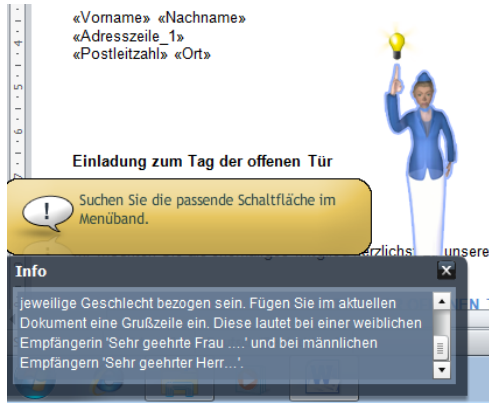 «Vorname» «Nachname»
«Adresszeile_1»
«Postleitzahl» «Ort»
Einladung zum Tag der offenen Tür
Suchen Sie die passende Schaltfläche im
Menüband.
unsere
Info
jeweilige Geschlecht bezogen sein. Fügen Sie im aktuellen
Dokument eine Grußzeile ein. Diese lautet bei einer weiblichen
Empfängerin 'Sehr geehrte Frau ....' und bei männlichen
Empfängern 'Sehr geehrter Herr...'.